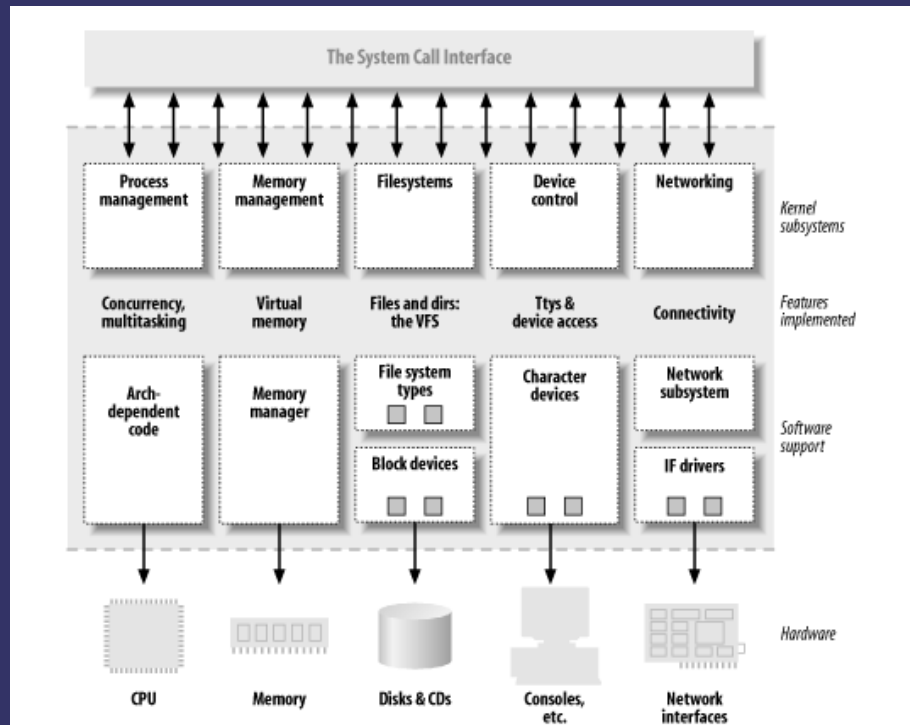 The System Call Interface
Process
management
Memory
management
Filesystems
Device
control
Networking
Kernel
subsystems
Concurrency,
multitasking
Virtual
memory
Files and dirs:
the VFS
Ttys &
device access
Connectivity
Features
implemented
Arch-
dependent
code
Memory
manager
File system
types
Block devices
Character
devices
Network
subsystem
IF drivers
Software
support
CPU
Memory
Disks & CDs
Consoles,
etc.
Network
interfaces
Hardware